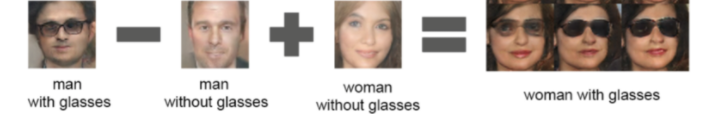 man
with glasses
man
without glasses
woman
without glasses
woman with glasses